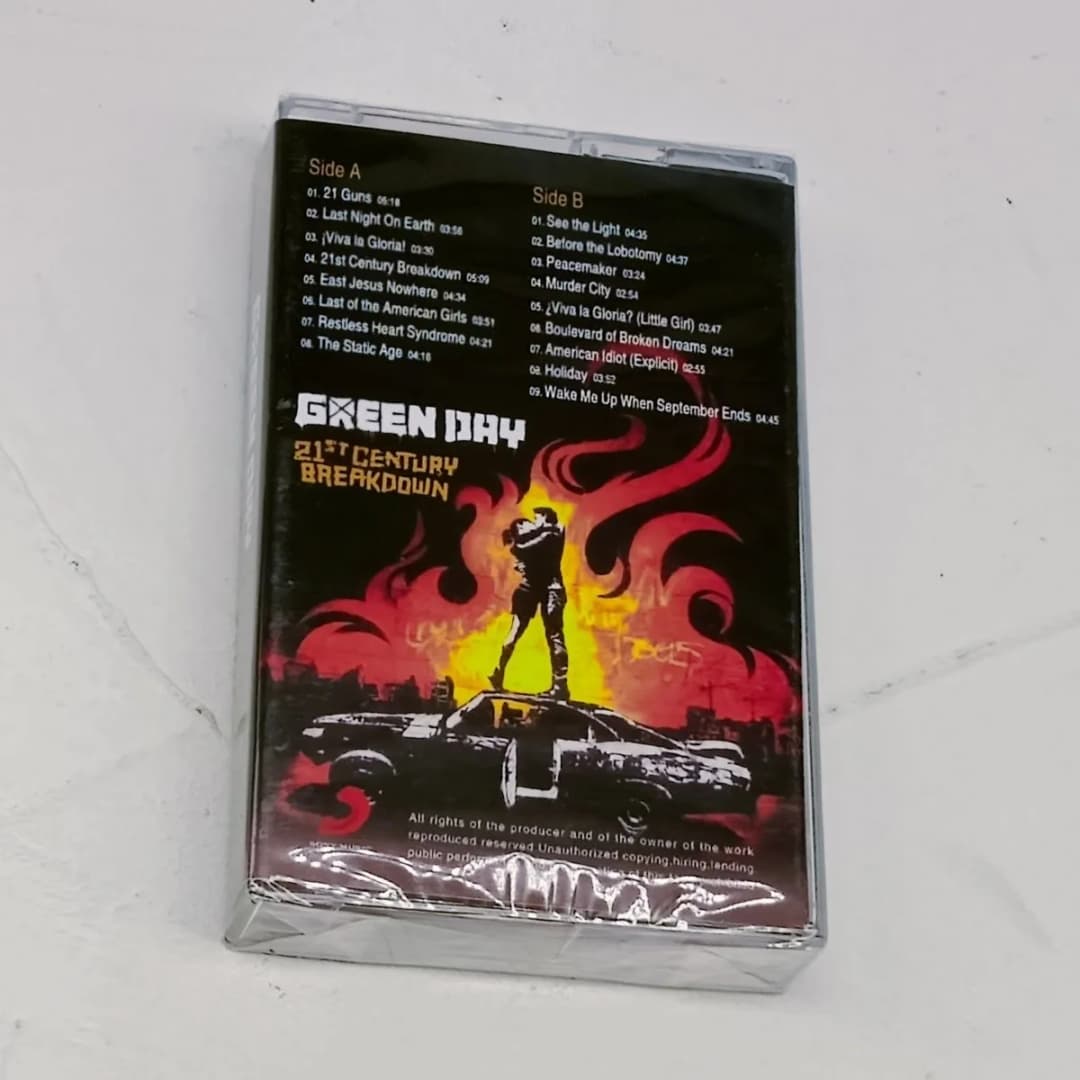 Side A
01. 21 Guns 05:18
02. Last Night On Earth 03:56
03. ¡Viva la Gloria! 03:30
04. 21st Century Breakdown 05:09
05. East Jesus Nowhere 04:34
06. Last of the American Girls 03:51
07. Restless Heart Syndrome 04:21
08. The Static Age 04:16
Side B
01. See the Light 04:35
02. Before the Lobotomy 04:37
03. Peacemaker 03:24
04. Murder City 02:54
05. ¿Viva la Gloria? (Little Girl) 03:47
06. Boulevard of Broken Dreams 04:21
07. American Idiot (Explicit) 02:55
08. Holiday 03:52
09. Wake Me Up When September Ends 04:45
GREEN DAY
21ST CENTURY
BREAKDOWN
SONY MUSIC
All rights of the producer and of the owner of the work
reproduced reserved Unauthorized copying.hiring.lending
public of this